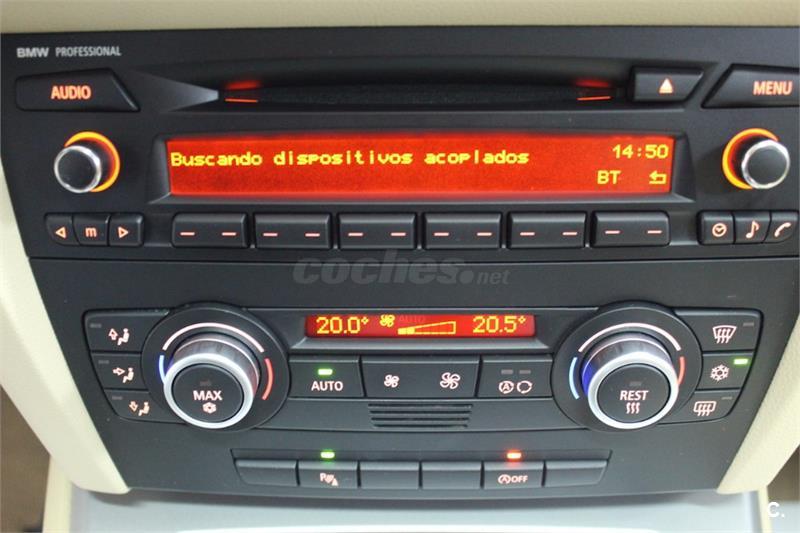 BMW PROFESSIONAL
AUDIO
MENU
Buscando dispositivos acoplados 14:50
BT
m
coches.net
20.0° AUTO 20.5°
AUTO
MAX
REST
A OFF
C.